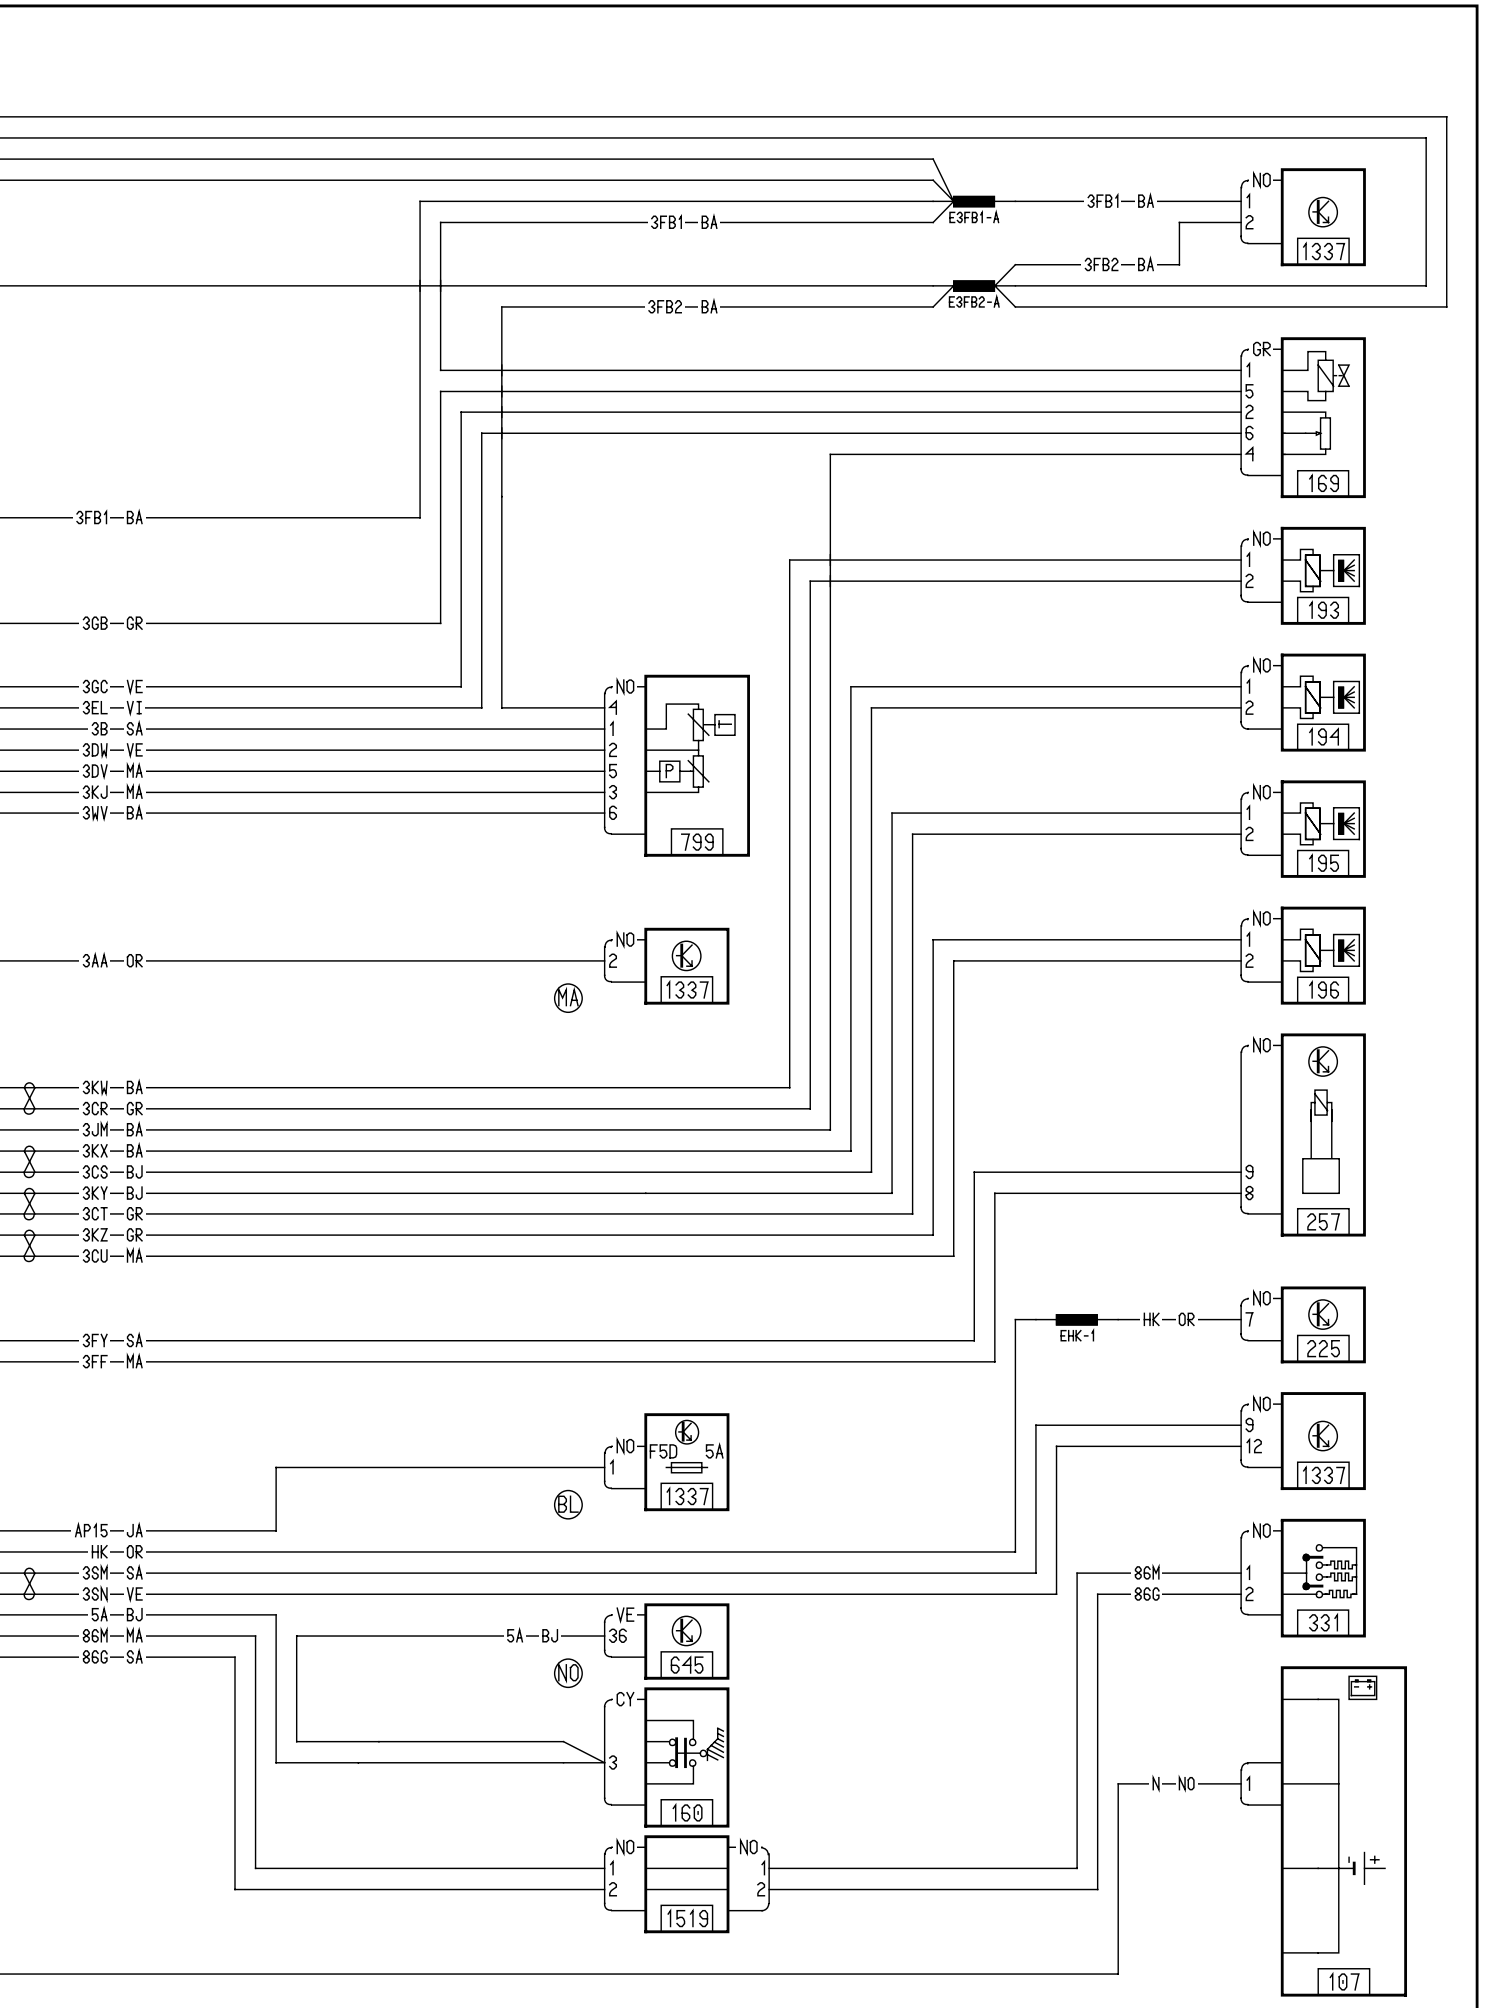 NO
3FB1 BA
1
3FB1 BA
E3FB1-A
2
1337
3FB2 BA
3FB2 BA
E3FB2-A
GR
1
5
2
6
4
169
3FB1 BA
NO
1
2
193
3GB GR
NO
1
2
194
3GC VE
NO
3EL VI
4
3B SA
1
T
3DW VE
2
3DV MA
5
P
3KJ MA
3
3WV BA
6
799
NO
1
2
195
NO
1
2
196
3AA OR
NO
2
1337
MA
NO
9
8
257
3KW BA
3CR GR
3JM BA
3KX BA
3CS BJ
3KY BJ
3CT GR
3KZ GR
3CU MA
NO
HK OR
7
EHK-1
225
3FY SA
3FF MA
NO
9
12
1337
NO
F5D 5A
1
1337
BL
AP15 JA
HK OR
3SM SA
3SN VE
5A BJ
86M MA
86G SA
NO
86M
1
86G
2
331
VE
5A BJ
36
645
NO
CY
3
160
- +
N NO
1
- +
107
NO
1
2
NO
1
2
1519